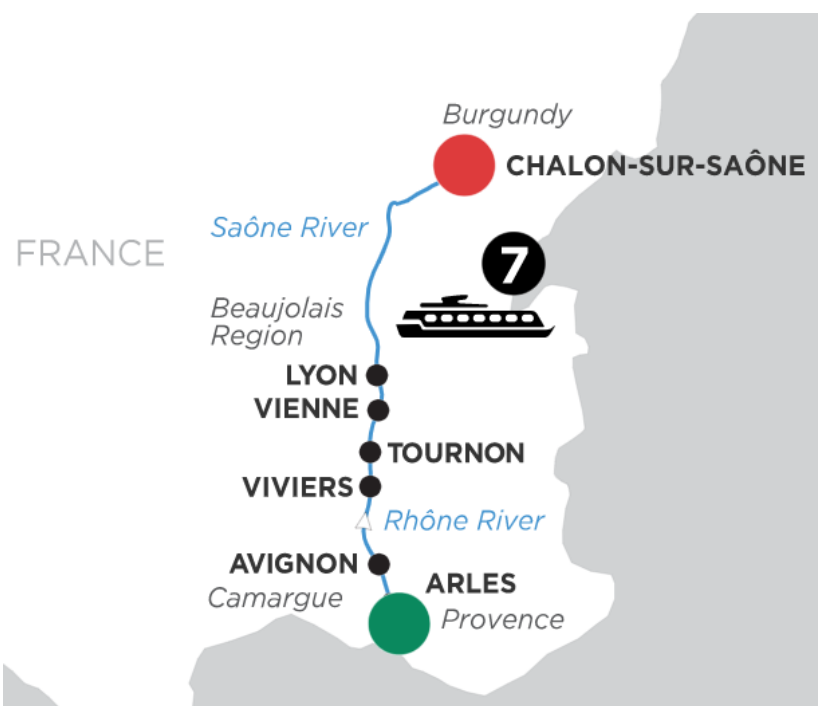 Burgundy
CHALON-SUR-SAÔNE
Saône River
FRANCE
7
Beaujolais
Region
LYON
VIENNE
TOURNON
VIVIERS
Rhône River
AVIGNON
ARLES
Camargue
Provence